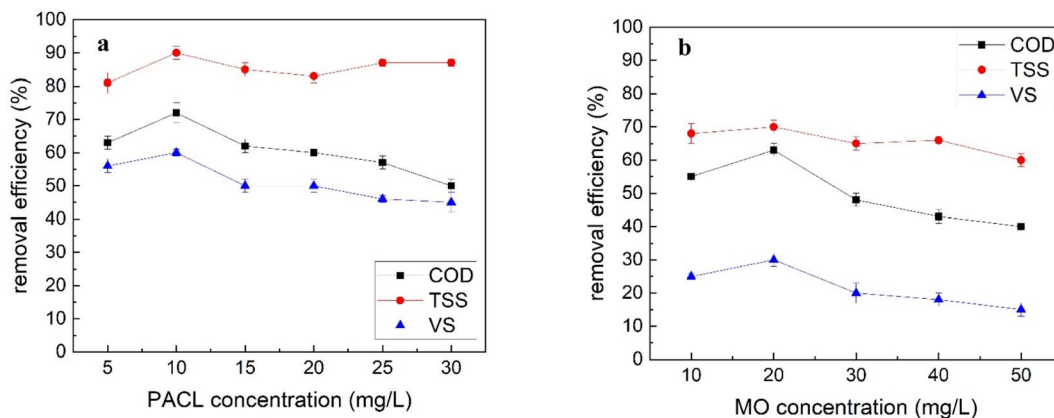 a
100
90
80
70
60
50
40
30
20
10
0
removal efficiency (%)
COD
TSS
VS
5 10 15 20 25 30
PACL concentration (mg/L)
b
100
90
80
70
60
50
40
30
20
10
0
removal efficiency (%)
COD
TSS
VS
10 20 30 40 50
MO concentration (mg/L)